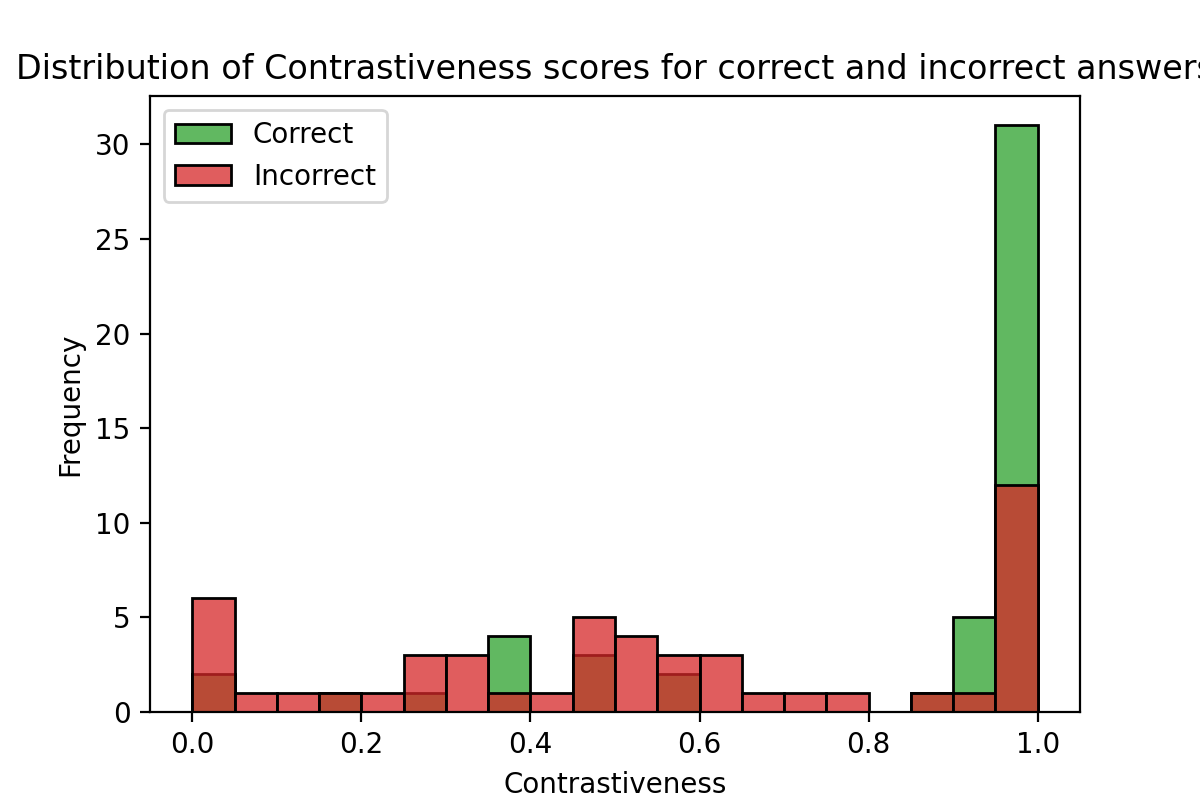 Distribution of Contrastiveness scores for correct and incorrect answers
Correct
Incorrect
30
25
20
15
10
5
0
Frequency
0.0 0.2 0.4 0.6 0.8 1.0
Contrastiveness